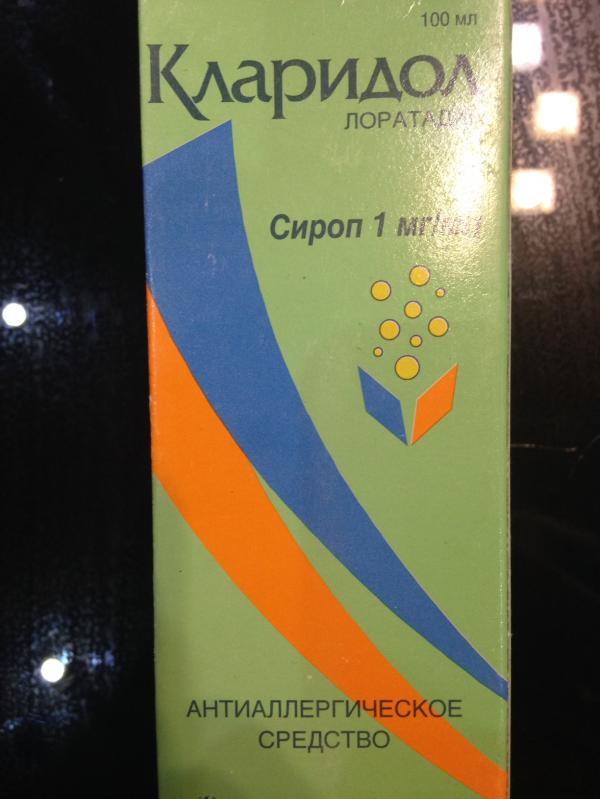 100 мл
Кларидол
ЛОРАТАДИН
Сироп 1 мг/мл
АНТИАЛЛЕРГИЧЕСКОЕ
СРЕДСТВО